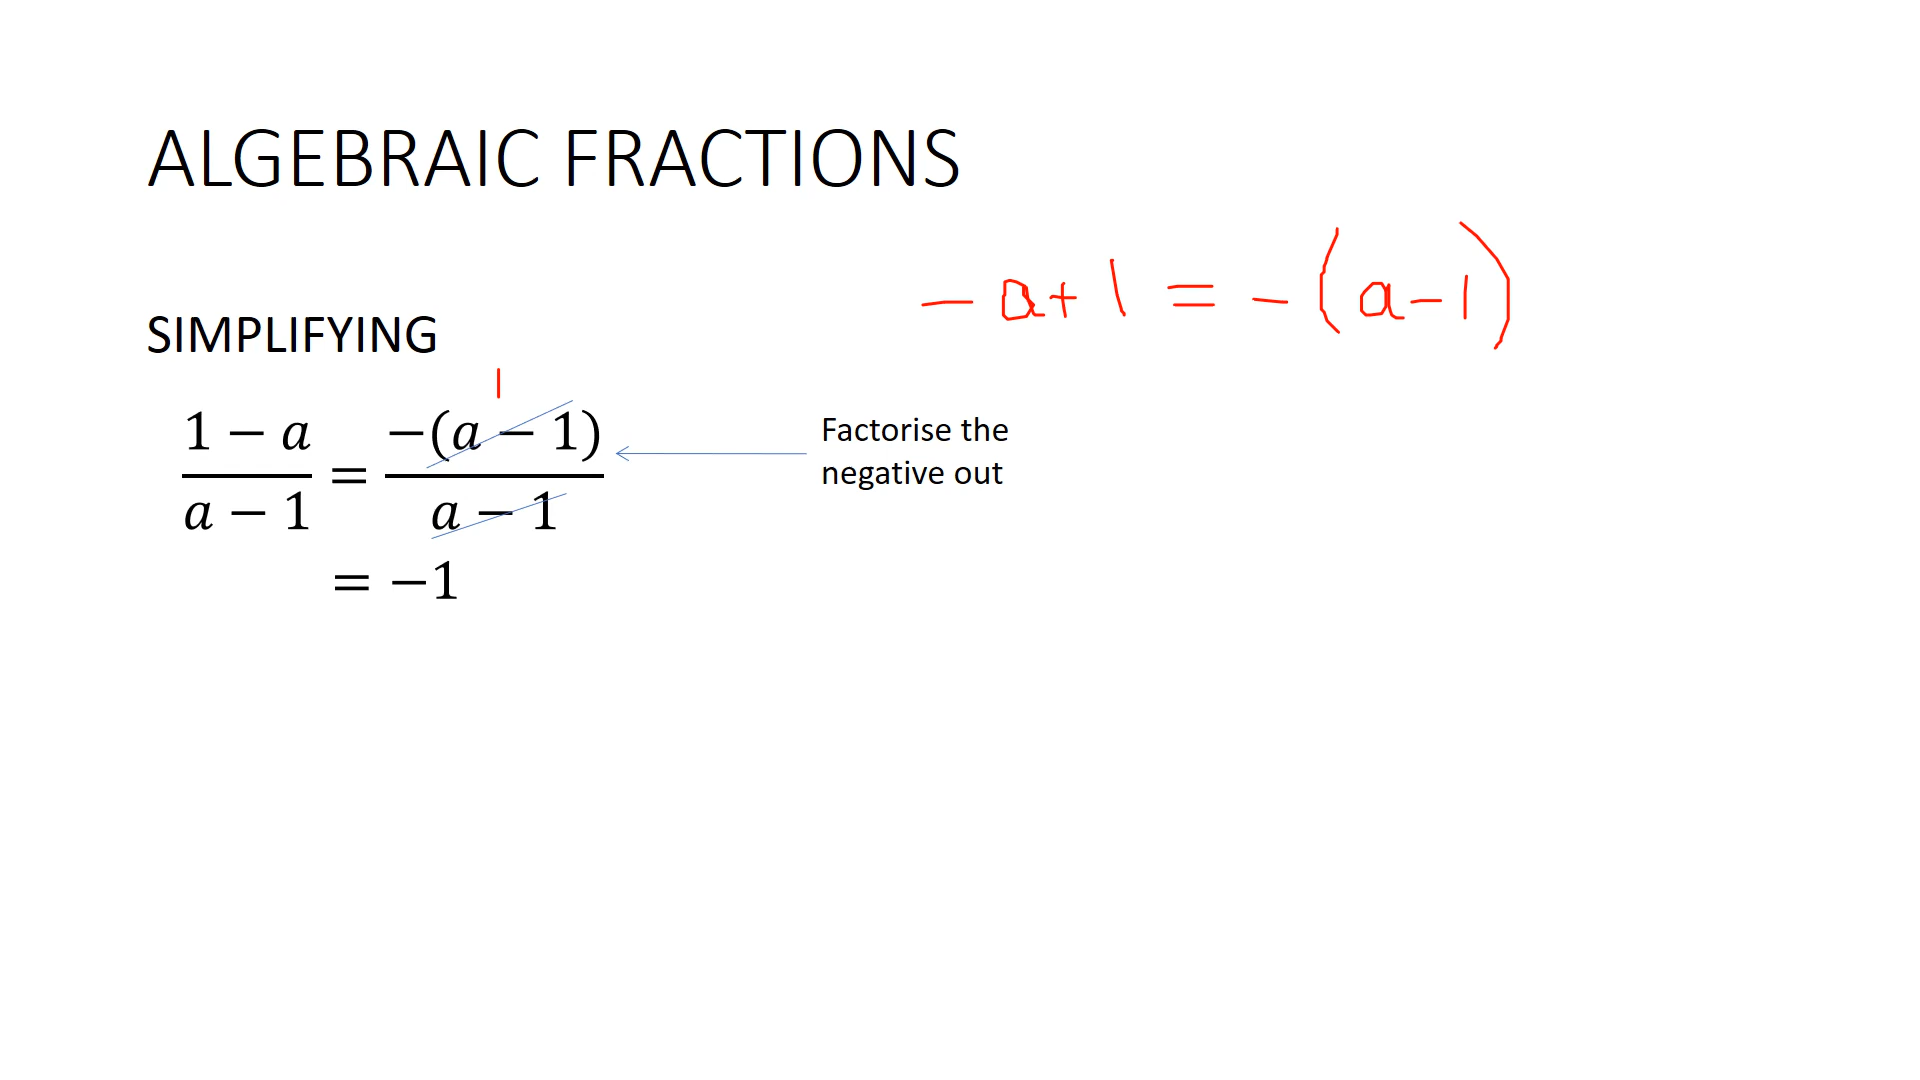 ALGEBRAIC FRACTIONS
− a + 1 = − (a − 1)
SIMPLIFYING
1
1 − a / a − 1 = −(a − 1) / a − 1
Factorise the
negative out
= −1